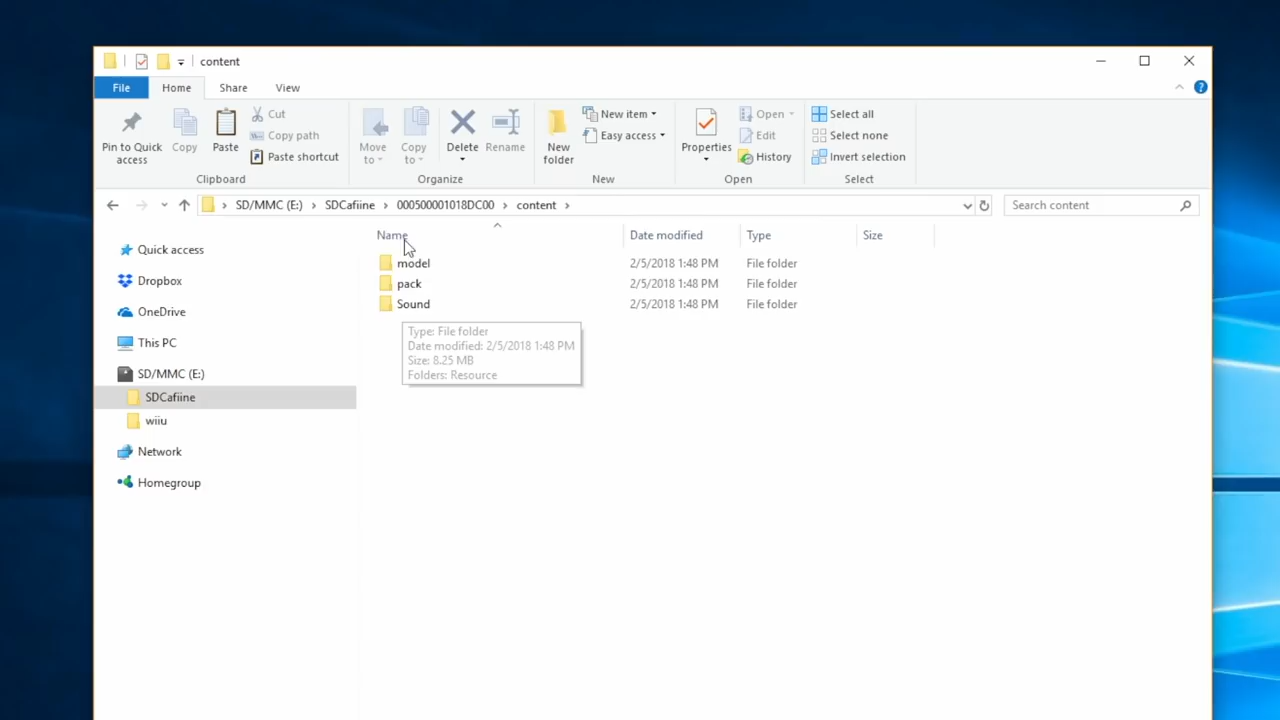 content
File Home Share View
Pin to Quick access
Copy
Paste
Cut
Copy path
Paste shortcut
Clipboard
Move to
Copy to
Delete
Rename
Organize
New folder
New item
Easy access
New
Properties
Open
Edit
History
Open
Select all
Select none
Invert selection
Select
SD/MMC (E:) SDCafiine 000500001018DC00 content
Search content
Quick access
Dropbox
OneDrive
This PC
SD/MMC (E:)
SDCafiine
wiiu
Network
Homegroup
Name Date modified Type Size
model 2/5/2018 1:48 PM File folder
pack 2/5/2018 1:48 PM File folder
Sound 2/5/2018 1:48 PM File folder
Type: File folder
Date modified: 2/5/2018 1:48 PM
Size: 8.25 MB
Folders: Resource